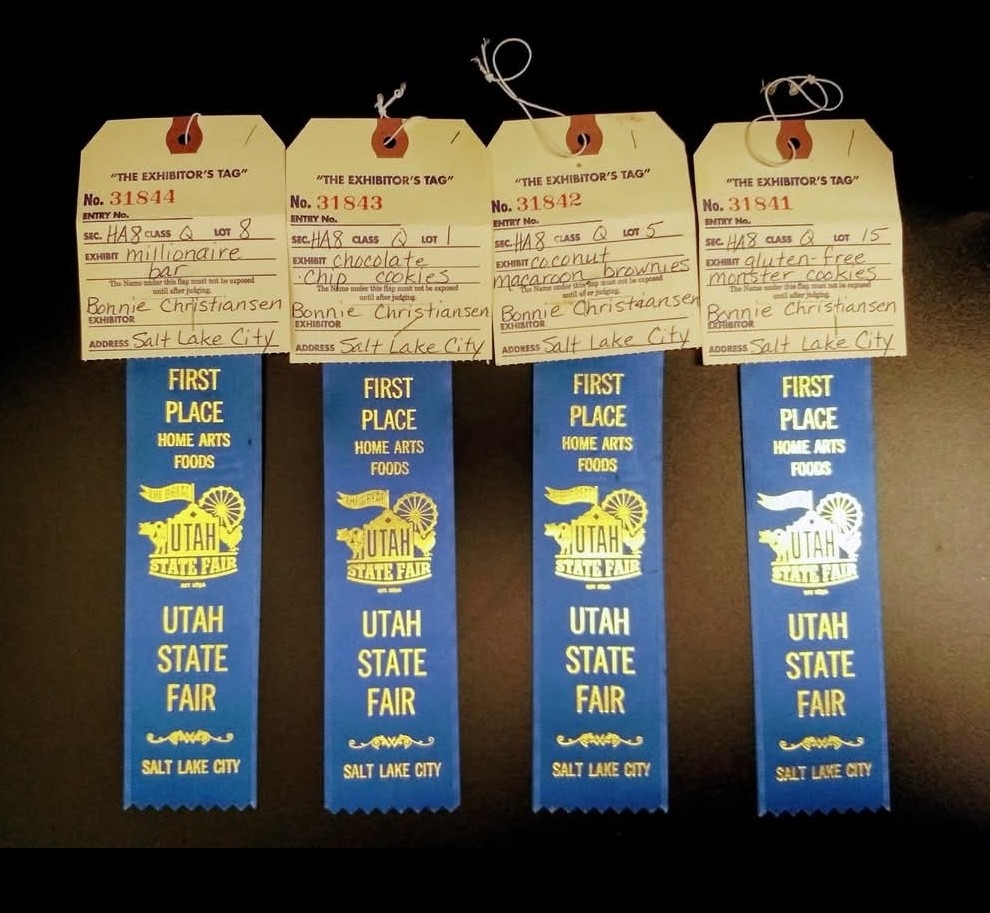 /
"THE EXHIBITOR'S TAG"
No. 31844
ENTRY No.
SEC. HA8 CLASS Q LOT 8
EXHIBIT millionaire
bar
The Name under this flap must not be exposed
until after judging.
Bonnie Christiansen
EXHIBITOR
ADDRESS Salt Lake City
FIRST
PLACE
HOME ARTS
FOODS
THE GREAT
UTAH
STATE FAIR
UTAH
STATE
FAIR
SALT LAKE CITY
/
"THE EXHIBITOR'S TAG"
No. 31843
ENTRY No.
SEC. HA8 CLASS Q LOT 1
EXHIBIT chocolate
chip cookies
The Name under this flap must not be exposed
until after judging.
Bonnie Christiansen
EXHIBITOR
ADDRESS Salt Lake City
FIRST
PLACE
HOME ARTS
FOODS
THE GREAT
UTAH
STATE FAIR
UTAH
STATE
FAIR
SALT LAKE CITY
/
"THE EXHIBITOR'S TAG"
No. 31842
ENTRY No.
SEC. HA8 CLASS Q LOT 5
EXHIBIT coconut
macaroon brownies
The Name under this flap must not be exposed
until after judging.
Bonnie Christiansen
EXHIBITOR
ADDRESS Salt Lake City
FIRST
PLACE
HOME ARTS
FOODS
UTAH
STATE FAIR
UTAH
STATE
FAIR
SALT LAKE CITY
/
"THE EXHIBITOR'S TAG"
No. 31841
ENTRY No.
SEC. HA8 CLASS Q LOT 15
EXHIBIT gluten-free
monster cookies
The Name under this flap must not be exposed
until after judging.
Bonnie Christiansen
EXHIBITOR
ADDRESS Salt Lake City
FIRST
PLACE
HOME ARTS
FOODS
THE GREAT
UTAH
STATE FAIR
UTAH
STATE
FAIR
SALT LAKE CITY